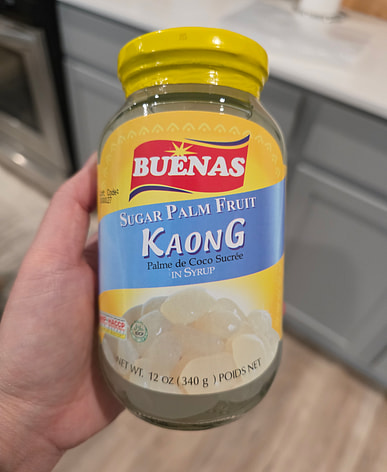 BUENAS
SUGAR PALM FRUIT
KAONG
Palme de Coco Sucrée
IN SYRUP
NET WT. 12 OZ (340 g) POIDS NET